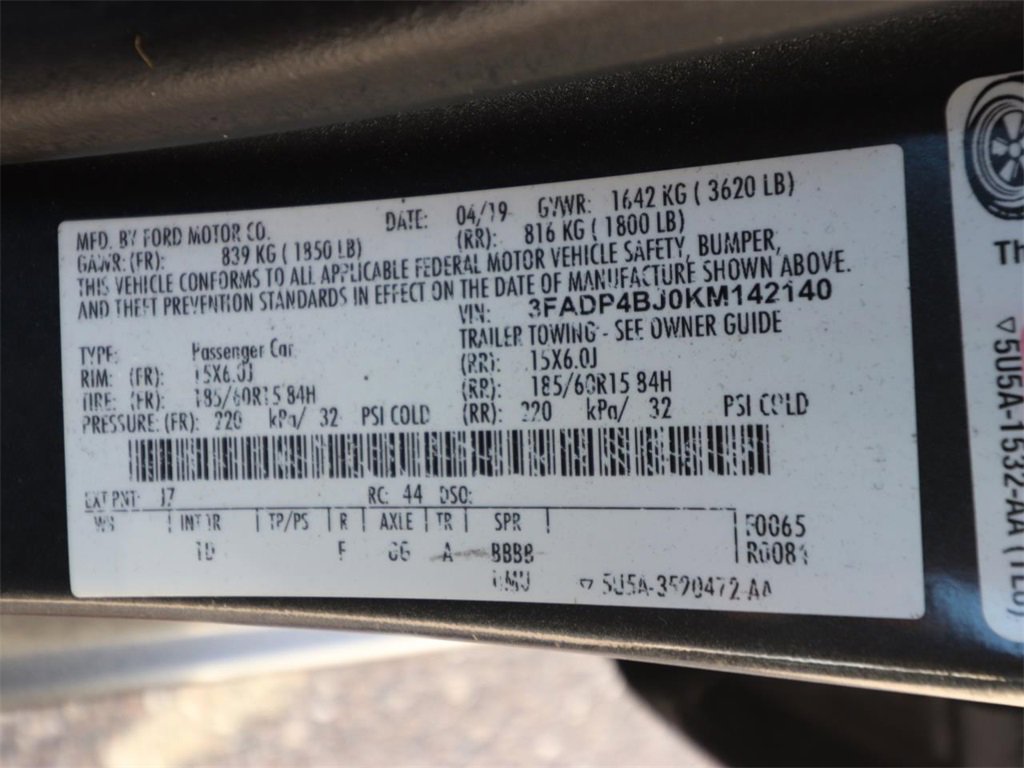 MFD. BY FORD MOTOR CO. DATE: 04/19 GVWR: 1642 KG ( 3620 LB)
GAWR: (FR): 839 KG ( 1850 LB) (RR): 816 KG ( 1800 LB)
THIS VEHICLE CONFORMS TO ALL APPLICABLE FEDERAL MOTOR VEHICLE SAFETY, BUMPER,
AND THEFT PREVENTION STANDARDS IN EFFECT ON THE DATE OF MANUFACTURE SHOWN ABOVE.
VIN: 3FADP4BJ0KM142140
TYPE: Passenger Car TRAILER TOWING - SEE OWNER GUIDE
RIM: (FR): 15X6.0J (RR): 15X6.0J
TIRE: (FR): 185/60R15 84H (RR): 185/60R15 84H
PRESSURE: (FR): 220 kPa/ 32 PSI COLD (RR): 220 kPa/ 32 PSI COLD
EXT PNT: J7 RC: 44 DSO:
WB INT TR TP/PS R AXLE TR SPR F0065
F A BBBB R0081
▽ 5U5A-3520472-AA
Th
▽5U5A-1532-AA (TEU)